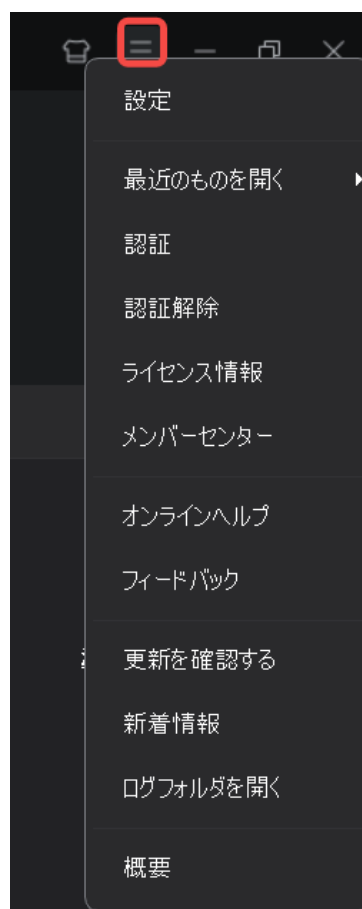 設定
最近のものを開く
認証
認証解除
ライセンス情報
メンバーセンター
オンラインヘルプ
フィードバック
更新を確認する
新着情報
ログフォルダを開く
概要